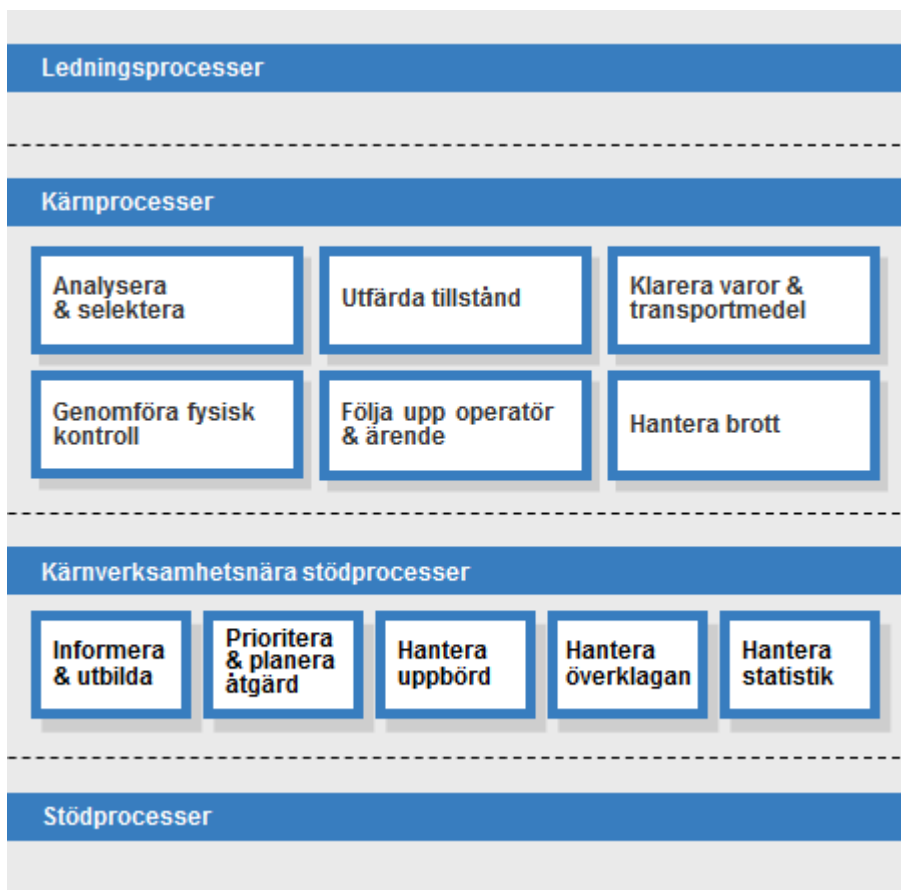 Ledningsprocesser
Kärnprocesser
Analysera
& selektera
Utfärda tillstånd
Klarera varor &
transportmedel
Genomföra fysisk
kontroll
Följa upp operatör
& ärende
Hantera brott
Kärnverksamhetsnära stödprocesser
Informera
& utbilda
Prioritera
& planera
åtgärd
Hantera
uppbörd
Hantera
överklagan
Hantera
statistik
Stödprocesser